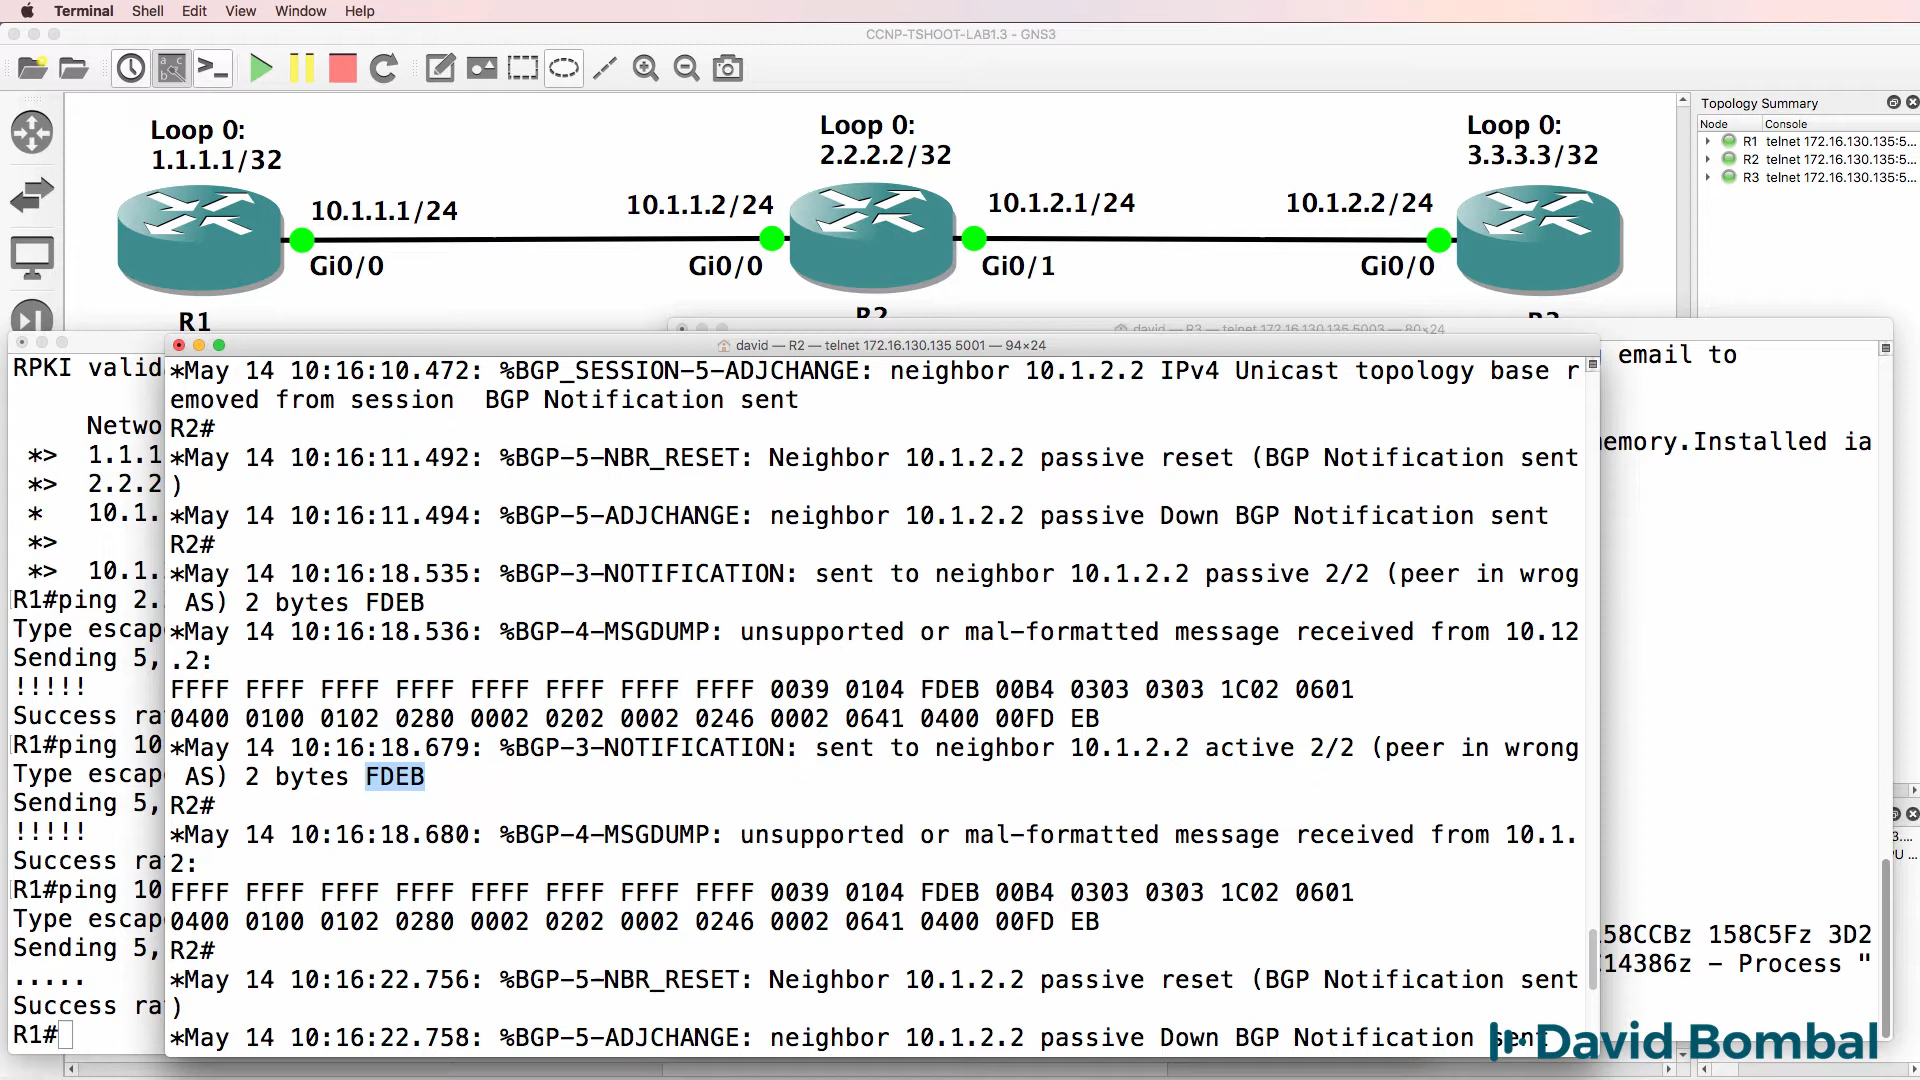 Terminal Shell Edit View Window Help
CCNP-TSHOOT-LAB1.3 - GNS3
Topology Summary
Node Console
R1 telnet 172.16.130.135:5...
R2 telnet 172.16.130.135:5...
R3 telnet 172.16.130.135:5...
Loop 0:
1.1.1.1/32
Loop 0:
2.2.2.2/32
Loop 0:
3.3.3.3/32
10.1.1.1/24
10.1.1.2/24
10.1.2.1/24
10.1.2.2/24
Gi0/0
Gi0/0
Gi0/1
Gi0/0
R1
R2
david — R3 — telnet 172.16.130.135 5003 — 80×24
david — R2 — telnet 172.16.130.135 5001 — 94×24
*May 14 10:16:10.472: %BGP_SESSION-5-ADJCHANGE: neighbor 10.1.2.2 IPv4 Unicast topology base r
emoved from session  BGP Notification sent
R2#
*May 14 10:16:11.492: %BGP-5-NBR_RESET: Neighbor 10.1.2.2 passive reset (BGP Notification sent
)
*May 14 10:16:11.494: %BGP-5-ADJCHANGE: neighbor 10.1.2.2 passive Down BGP Notification sent
R2#
*May 14 10:16:18.535: %BGP-3-NOTIFICATION: sent to neighbor 10.1.2.2 passive 2/2 (peer in wrog
AS) 2 bytes FDEB
*May 14 10:16:18.536: %BGP-4-MSGDUMP: unsupported or mal-formatted message received from 10.12
.2:
FFFF FFFF FFFF FFFF FFFF FFFF FFFF FFFF 0039 0104 FDEB 00B4 0303 0303 1C02 0601
0400 0100 0102 0280 0002 0202 0002 0246 0002 0641 0400 00FD EB
*May 14 10:16:18.679: %BGP-3-NOTIFICATION: sent to neighbor 10.1.2.2 active 2/2 (peer in wrong
AS) 2 bytes FDEB
R2#
*May 14 10:16:18.680: %BGP-4-MSGDUMP: unsupported or mal-formatted message received from 10.1.
2:
FFFF FFFF FFFF FFFF FFFF FFFF FFFF FFFF 0039 0104 FDEB 00B4 0303 0303 1C02 0601
0400 0100 0102 0280 0002 0202 0002 0246 0002 0641 0400 00FD EB
R2#
*May 14 10:16:22.756: %BGP-5-NBR_RESET: Neighbor 10.1.2.2 passive reset (BGP Notification sent
)
*May 14 10:16:22.758: %BGP-5-ADJCHANGE: neighbor 10.1.2.2 passive Down BGP Notification sent
RPKI valid
Netwo
*> 1.1.1
*> 2.2.2
* 10.1.
*>
*> 10.1.
R1#ping 2.
Type escap
Sending 5,
!!!!!
Success ra
R1#ping 10
Type escap
Sending 5,
!!!!!
Success ra
R1#ping 10
Type escap
Sending 5,
.....
Success ra
R1#
email to
emory.Installed ia
158CCBz 158C5Fz 3D2
14386z - Process "
David Bombal